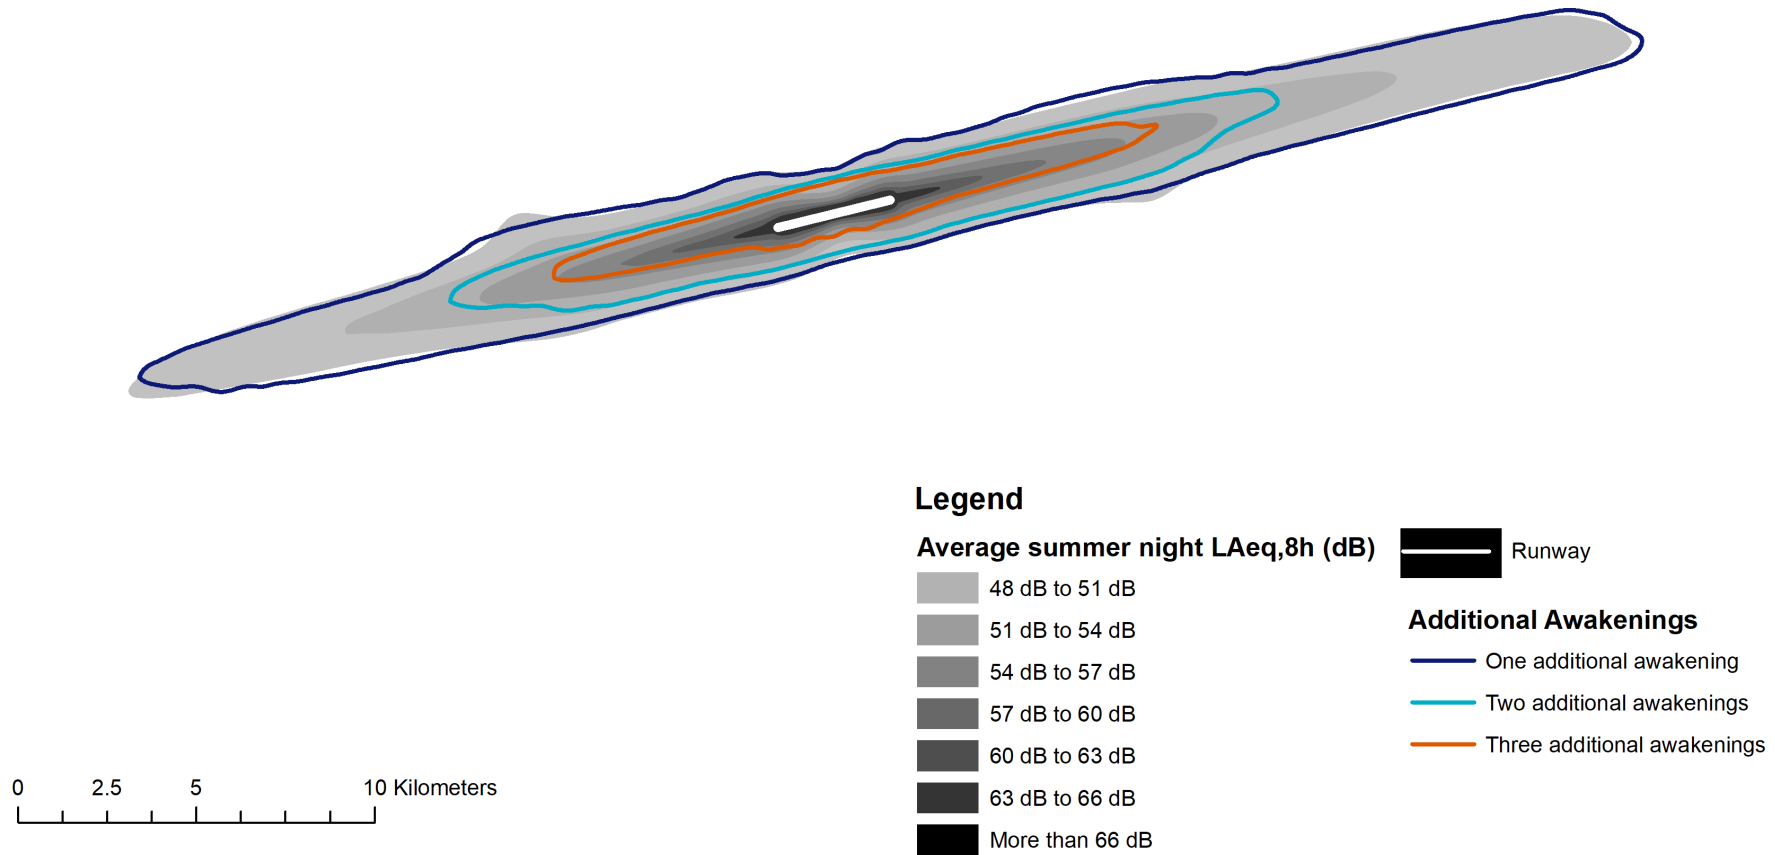 Legend
Average summer night LAeq,8h (dB)
48 dB to 51 dB
51 dB to 54 dB
54 dB to 57 dB
57 dB to 60 dB
60 dB to 63 dB
63 dB to 66 dB
More than 66 dB
Runway
Additional Awakenings
One additional awakening
Two additional awakenings
Three additional awakenings
0 2.5 5 10 Kilometers